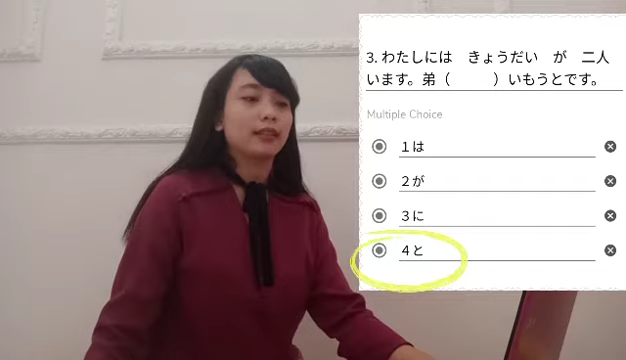 3. わたしには　きょうだい　が　二人
います。弟（　　　）いもうとです。
Multiple Choice
１は
２が
３に
４と